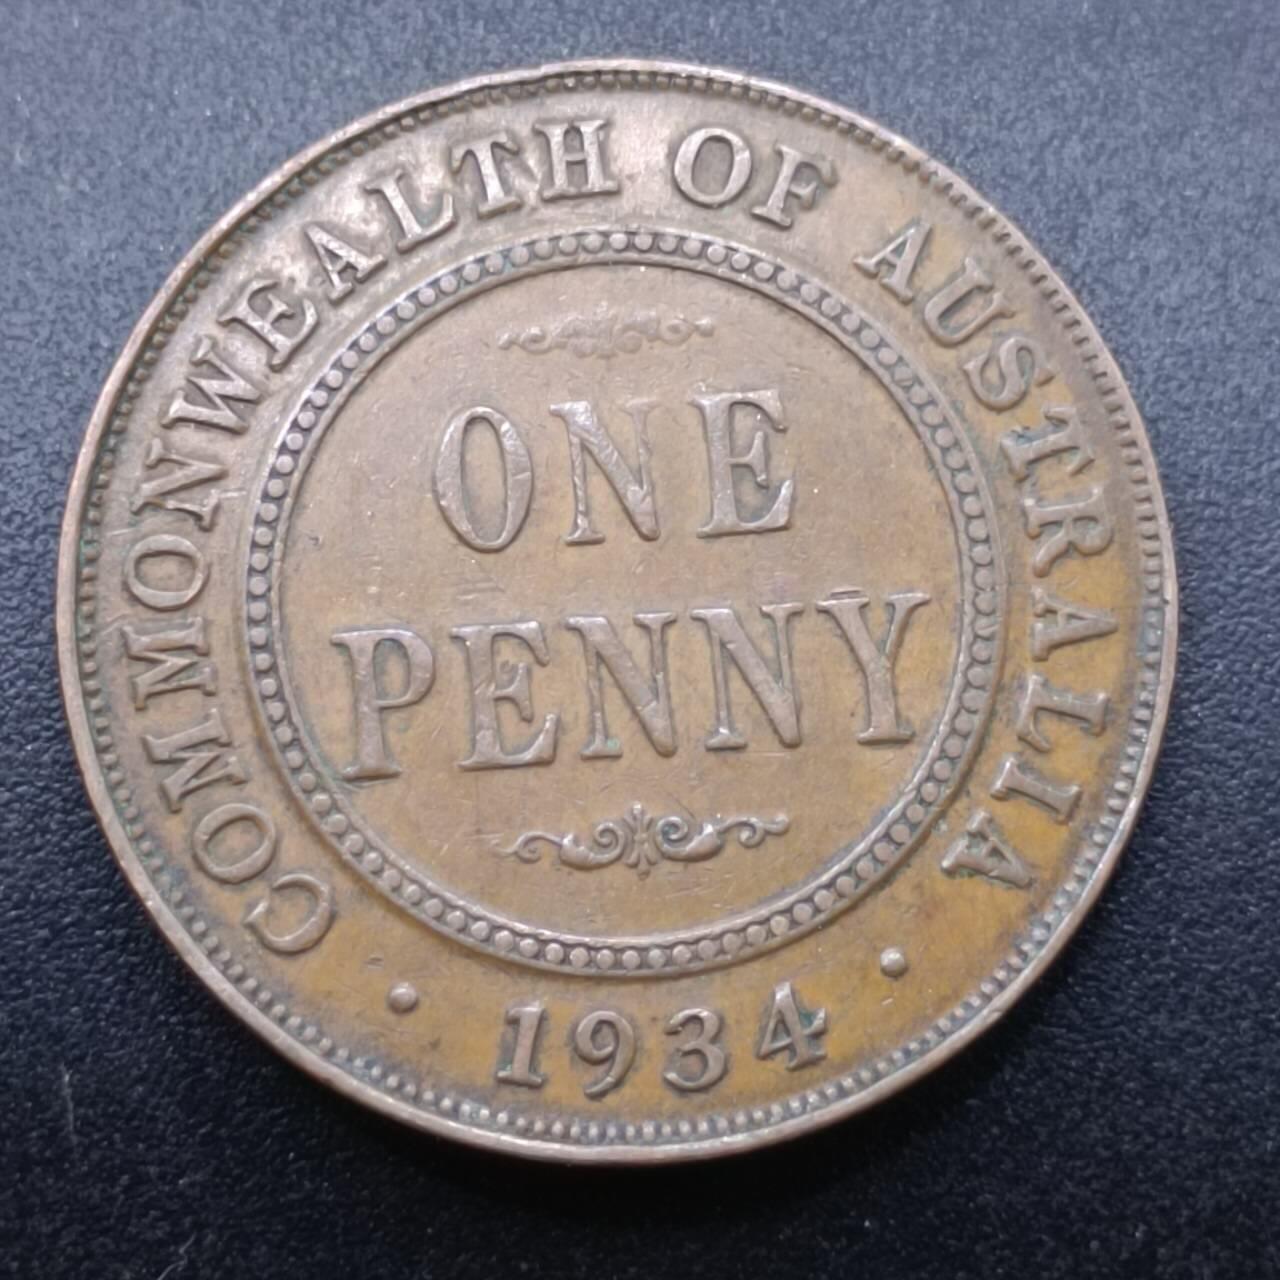 COMMONWEALTH OF AUSTRALIA
ONE
PENNY
· 1934 ·